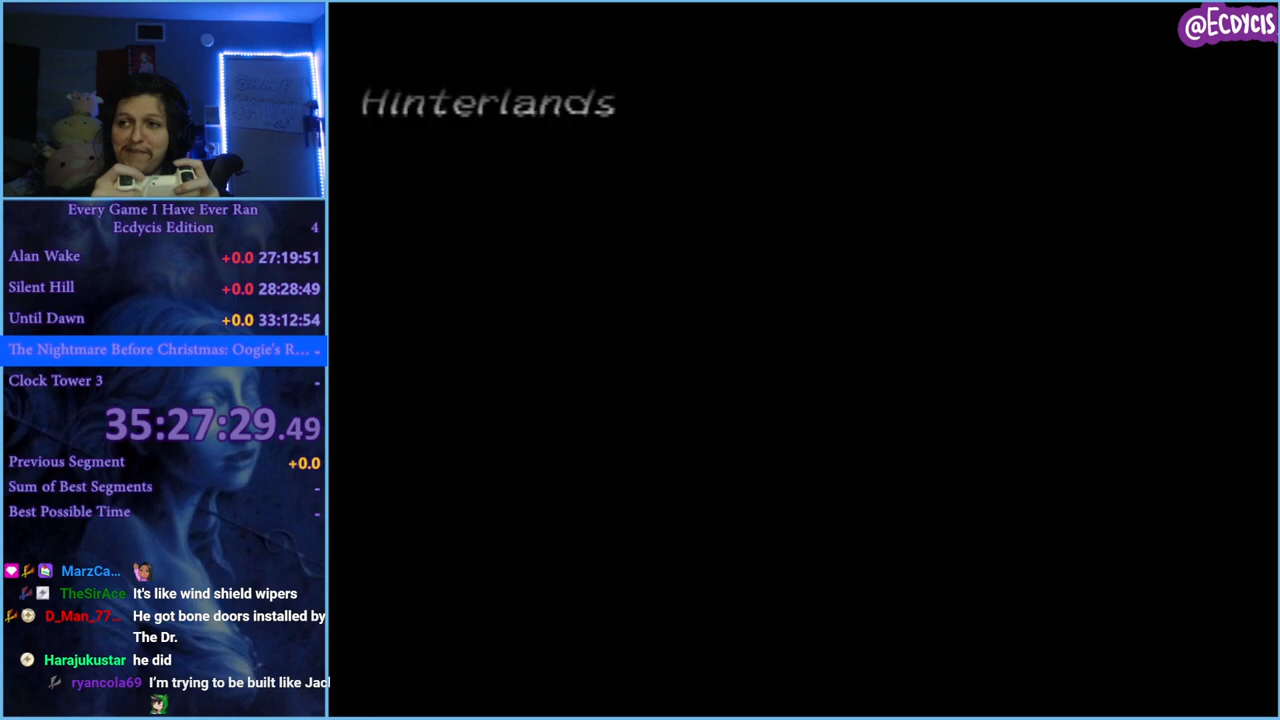 @ECDYCIS
Hinterlands
GAME
Every Game I Have Ever Ran
Ecdycis Edition 4
Alan Wake +0.0 27:19:51
Silent Hill +0.0 28:28:49
Until Dawn +0.0 33:12:54
The Nightmare Before Christmas: Oogie's R... -
Clock Tower 3 -
35:27:29.49
Previous Segment +0.0
Sum of Best Segments -
Best Possible Time -
MarzCa...
TheSirAce It's like wind shield wipers
D_Man_77... He got bone doors installed by
The Dr.
Harajukustar he did
ryancola69 I'm trying to be built like Jacl